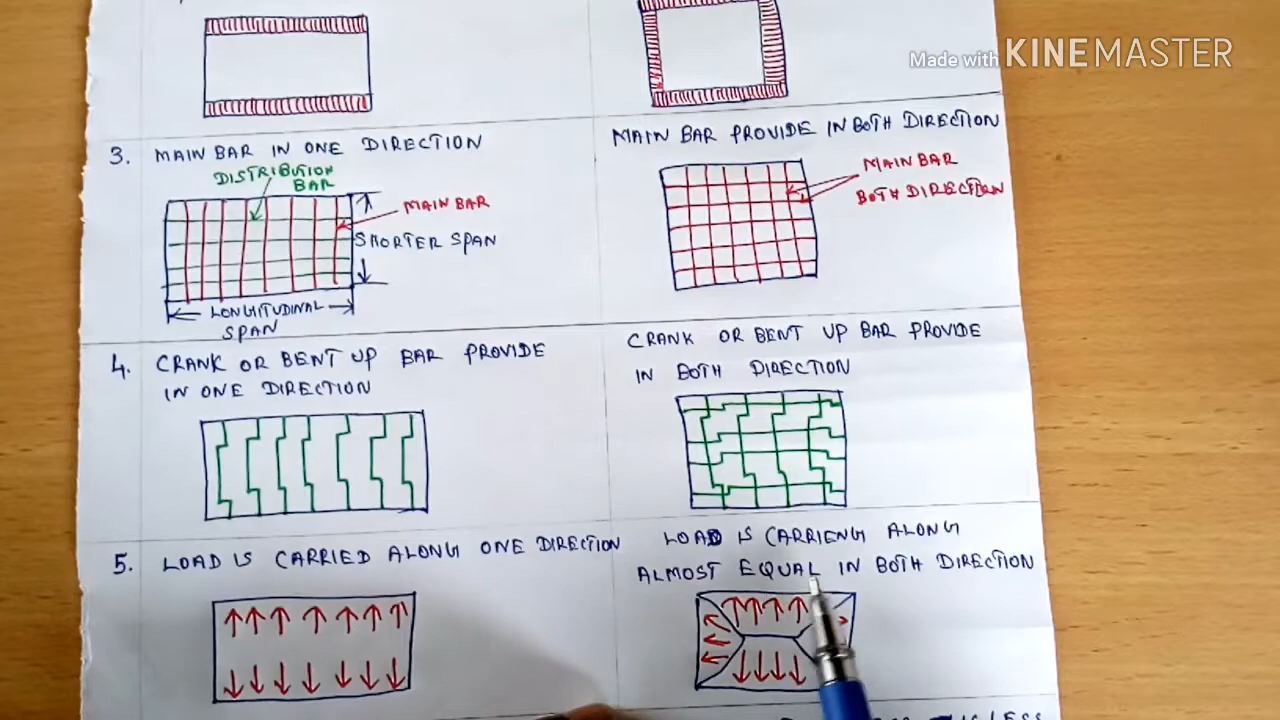 Made with KINEMASTER
3. MAIN BAR IN ONE DIRECTION
DISTRIBUTION
BAR
MAIN BAR
SHORTER SPAN
LONGITUDINAL
SPAN
MAIN BAR PROVIDE IN BOTH DIRECTION
MAIN BAR
BOTH DIRECTION
4. CRANK OR BENT UP BAR PROVIDE
IN ONE DIRECTION
CRANK OR BENT UP BAR PROVIDE
IN BOTH DIRECTION
5. LOAD IS CARRIED ALONG ONE DIRECTION
LOAD IS CARRIENG ALONG
ALMOST EQUAL IN BOTH DIRECTION